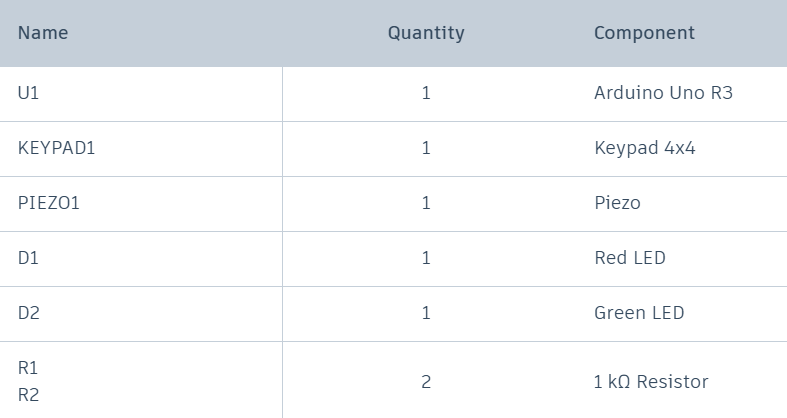 Name Quantity Component
U1 1 Arduino Uno R3
KEYPAD1 1 Keypad 4x4
PIEZO1 1 Piezo
D1 1 Red LED
D2 1 Green LED
R1
R2 2 1 kΩ Resistor